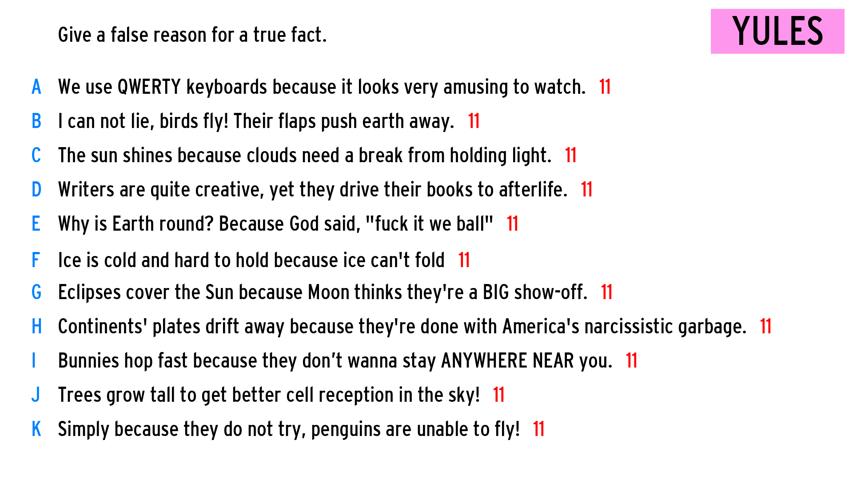 Give a false reason for a true fact.
YULES
A We use QWERTY keyboards because it looks very amusing to watch. 11
B I can not lie, birds fly! Their flaps push earth away. 11
C The sun shines because clouds need a break from holding light. 11
D Writers are quite creative, yet they drive their books to afterlife. 11
E Why is Earth round? Because God said, "fuck it we ball" 11
F Ice is cold and hard to hold because ice can't fold 11
G Eclipses cover the Sun because Moon thinks they're a BIG show-off. 11
H Continents' plates drift away because they're done with America's narcissistic garbage. 11
I Bunnies hop fast because they don’t wanna stay ANYWHERE NEAR you. 11
J Trees grow tall to get better cell reception in the sky! 11
K Simply because they do not try, penguins are unable to fly! 11